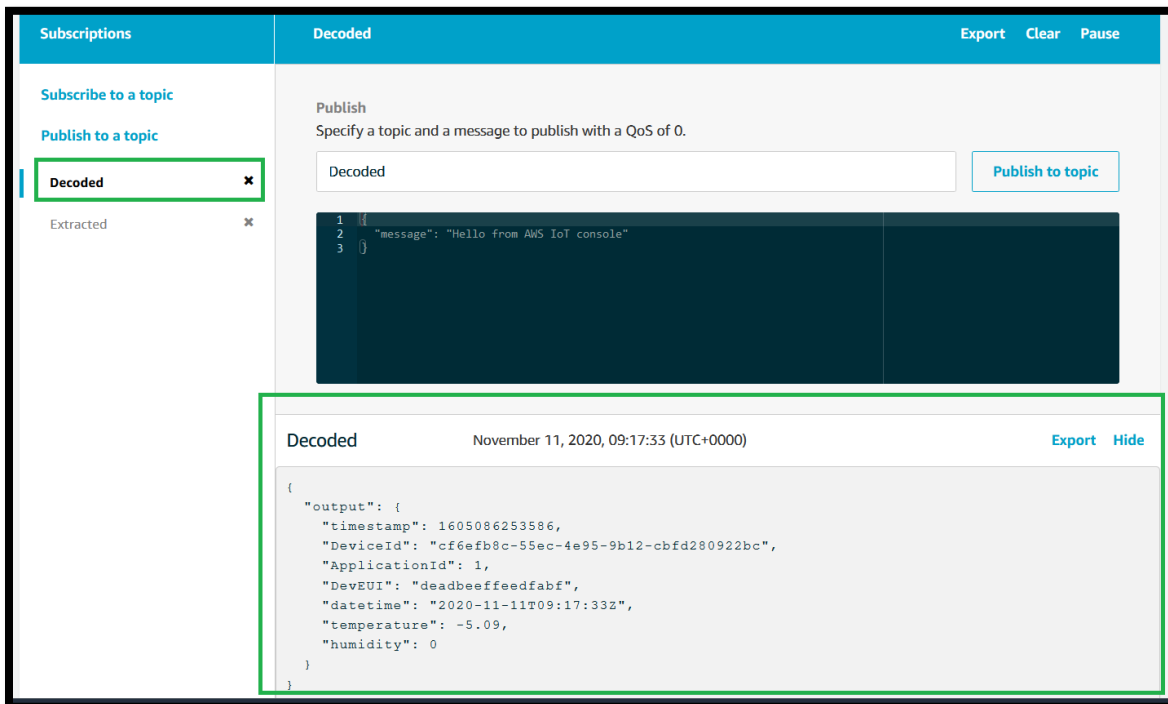 Subscriptions
Decoded
Export Clear Pause
Subscribe to a topic
Publish to a topic
Decoded ×
Extracted ×
Publish
Specify a topic and a message to publish with a QoS of 0.
Decoded
Publish to topic
1 {
2 "message": "Hello from AWS IoT console"
3 }
Decoded November 11, 2020, 09:17:33 (UTC+0000) Export Hide
{
"output": {
"timestamp": 1605086253586,
"DeviceId": "cf6efb8c-55ec-4e95-9b12-cbfd280922bc",
"ApplicationId": 1,
"DevEUI": "deadbeeffeedfabf",
"datetime": "2020-11-11T09:17:33Z",
"temperature": -5.09,
"humidity": 0
}
}